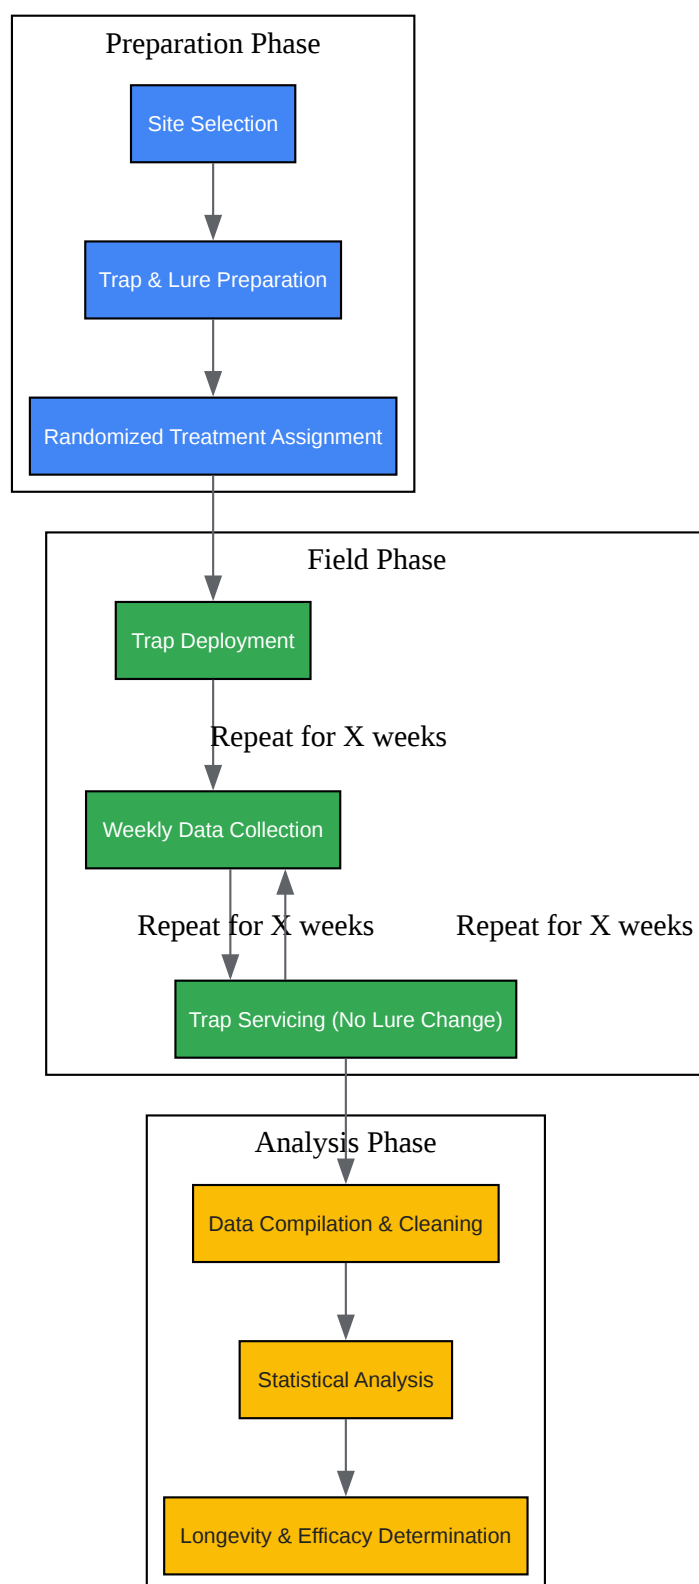 Preparation Phase
Site Selection
Trap & Lure Preparation
Randomized Treatment Assignment
Field Phase
Trap Deployment
Repeat for X weeks
Weekly Data Collection
Repeat for X weeks
Repeat for X weeks
Trap Servicing (No Lure Change)
Analysis Phase
Data Compilation & Cleaning
Statistical Analysis
Longevity & Efficacy Determination